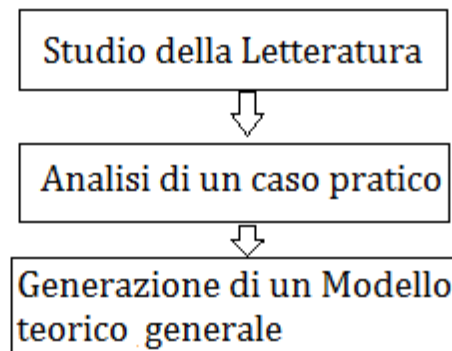 Studio della Letteratura
Analisi di un caso pratico
Generazione di un Modello
teorico generale